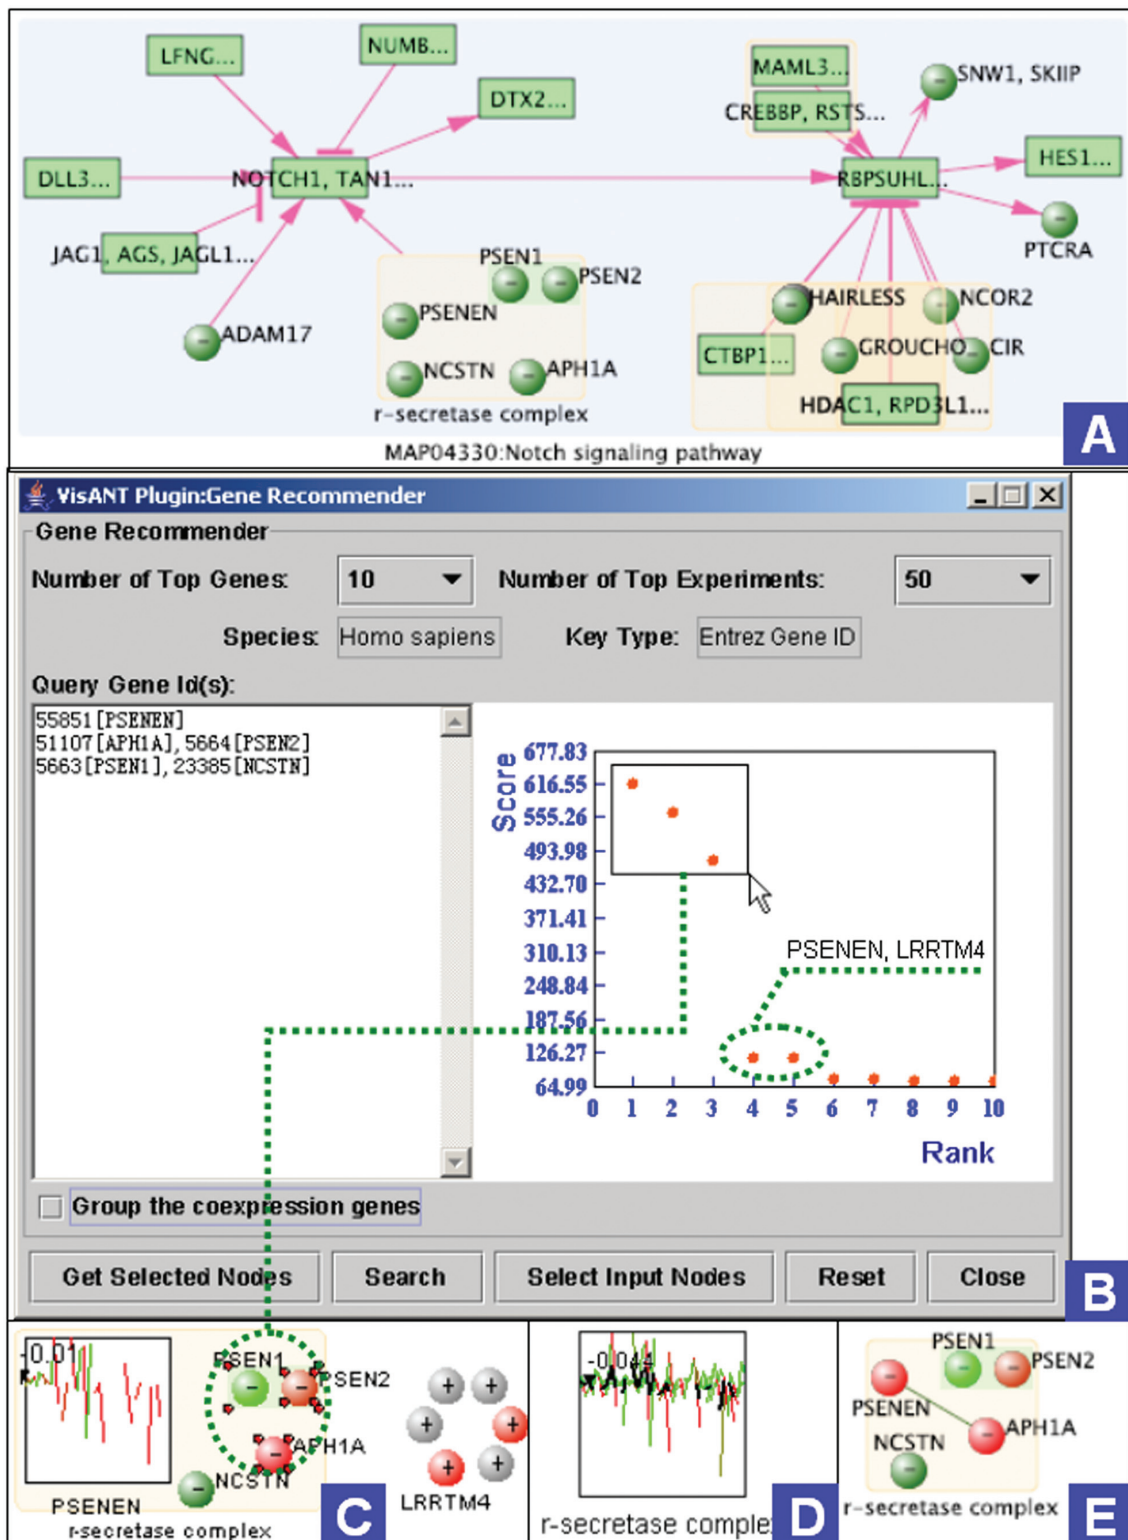 LFNG...
NUMB...
DTX2...
MAML3...
SNW1, SKIIP
CREBBP, RSTS...
DLL3...
NOTCH1, TAN1...
RBPSUHL...
HES1...
JAG1, AGS, JAGL1...
PSEN1
PSEN2
PTCRA
ADAM17
PSENEN
HAIRLESS
NCOR2
NCSTN
APH1A
CTBP1...
GROUCHO
CIR
r-secretase complex
HDAC1, RPD3L1...
MAP04330:Notch signaling pathway
A
VisANT Plugin:Gene Recommender
Gene Recommender
Number of Top Genes: 10 Number of Top Experiments: 50
Species: Homo sapiens Key Type: Entrez Gene ID
Query Gene Id(s):
55851[PSENEN]
51107[APH1A],5664[PSEN2]
5663[PSEN1],23385[NCSTN]
Score
677.83
616.55
555.26
493.98
432.70
371.41
310.13
248.84
187.56
126.27
64.99
PSENEN, LRRTM4
0 1 2 3 4 5 6 7 8 9 10
Rank
Group the coexpression genes
Get Selected Nodes Search Select Input Nodes Reset Close
B
-0.01
PSEN1
PSEN2
APH1A
NCSTN
PSENEN
r-secretase complex
LRRTM4
C
-0.044
r-secretase comple
D
PSEN1
PSEN2
PSENEN
APH1A
NCSTN
r-secretase complex
E